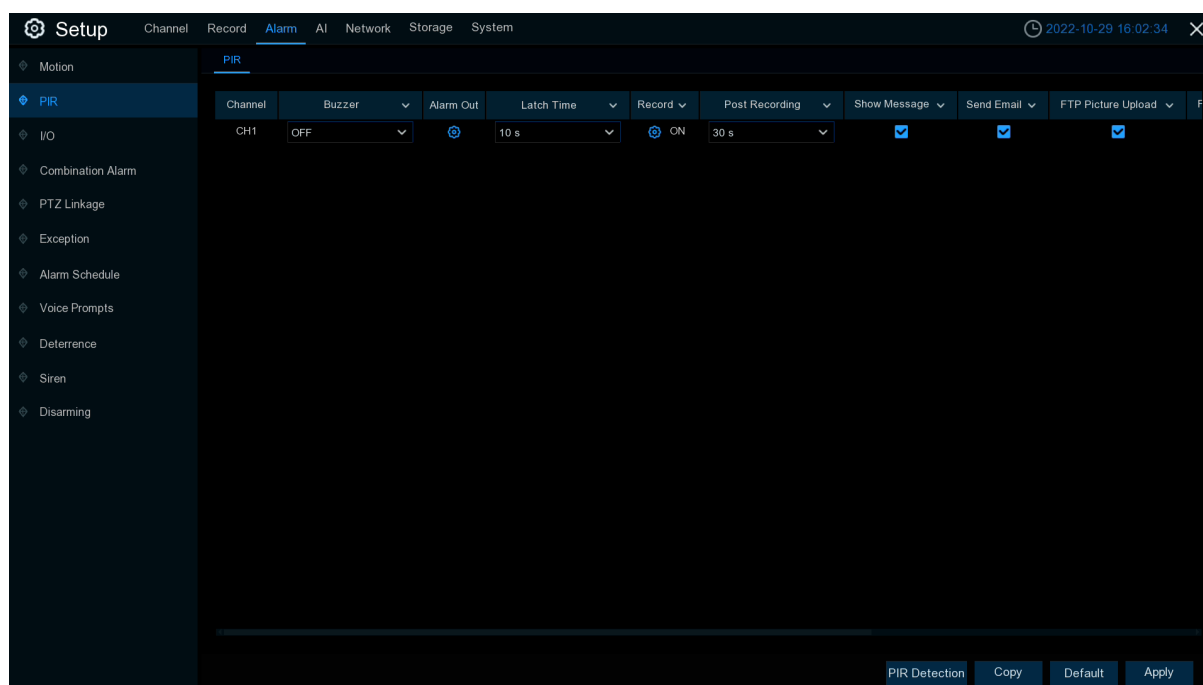 Setup Channel Record Alarm AI Network Storage System 2022-10-29 16:02:34
Motion
PIR
I/O
Combination Alarm
PTZ Linkage
Exception
Alarm Schedule
Voice Prompts
Deterrence
Siren
Disarming
PIR
Channel Buzzer Alarm Out Latch Time Record Post Recording Show Message Send Email FTP Picture Upload F
CH1 OFF 10 s ON 30 s
PIR Detection Copy Default Apply